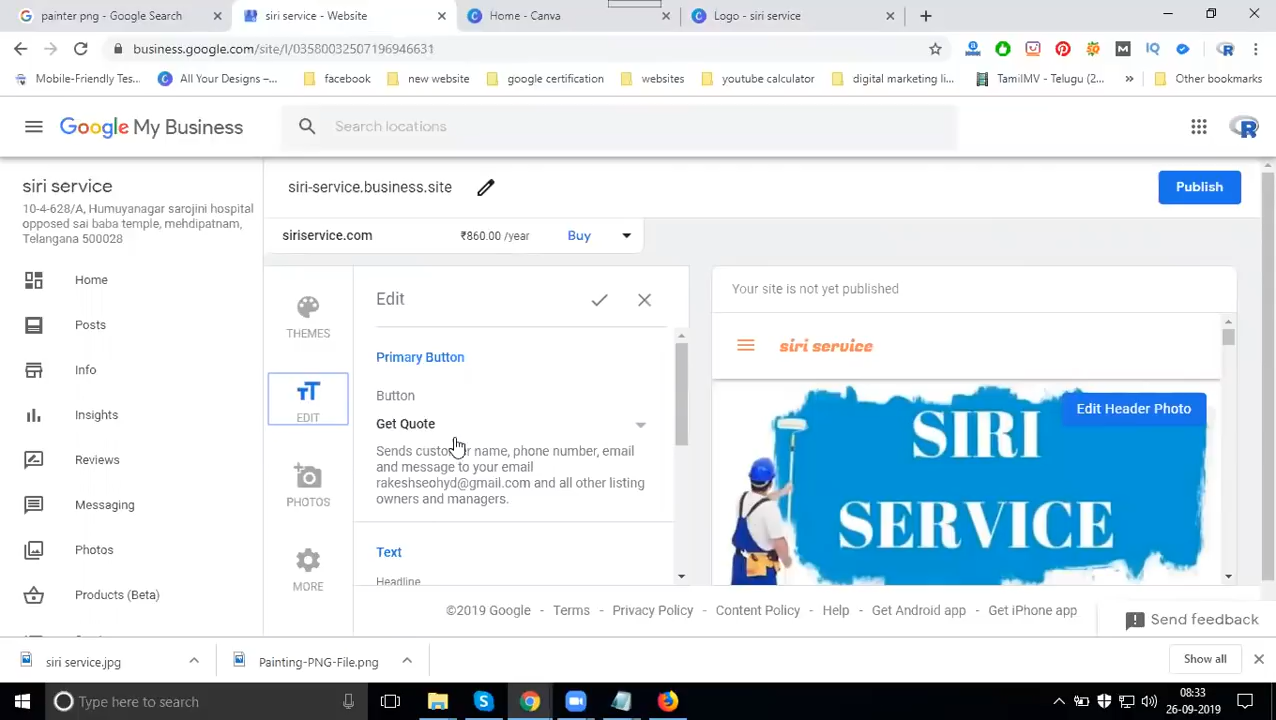 painter png - Google Search
siri service - Website
Home - Canva
Logo - siri service
business.google.com/site/l/03580032507196946631
Mobile-Friendly Tes...
All Your Designs –...
facebook
new website
google certification
websites
youtube calculator
digital marketing li...
TamilMV - Telugu (2...
Other bookmarks
Google My Business
Search locations
siri service
10-4-628/A, Humuyanagar sarojini hospital
opposed sai baba temple, mehdipatnam,
Telangana 500028
siri-service.business.site
Publish
siriservice.com
₹860.00 /year
Buy
Home
Posts
Info
Insights
Reviews
Messaging
Photos
Products (Beta)
THEMES
EDIT
PHOTOS
MORE
Edit
Primary Button
Button
Get Quote
Sends customer name, phone number, email
and message to your email
rakeshseohyd@gmail.com and all other listing
owners and managers.
Text
Headline
Your site is not yet published
siri service
Edit Header Photo
SIRI
SERVICE
©2019 Google - Terms - Privacy Policy - Content Policy - Help - Get Android app - Get iPhone app
Send feedback
siri service.jpg
Painting-PNG-File.png
Show all
Type here to search
08:33
26-09-2019